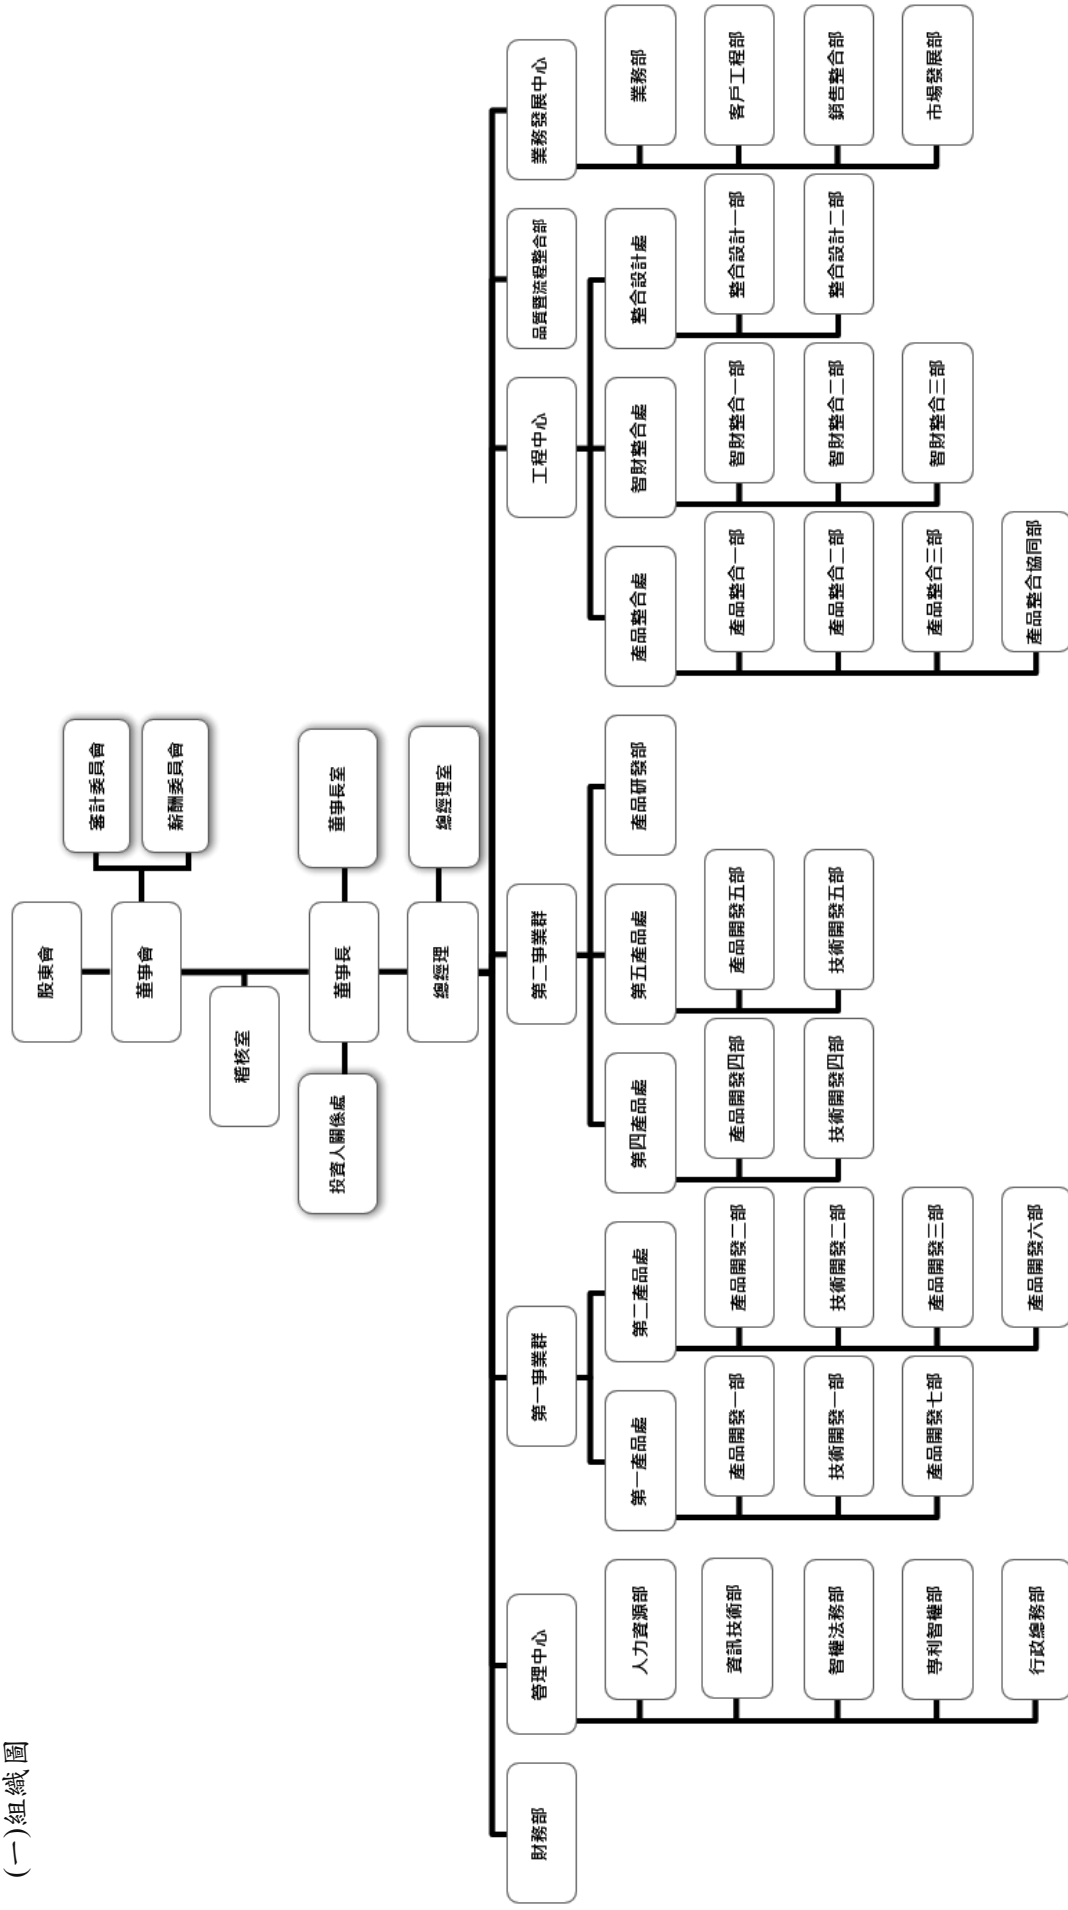 (一)組織圖
股東會
董事會
審計委員會
薪酬委員會
稽核室
董事長
董事長室
投資人關係處
總經理
總經理室
財務部
管理中心
人力資源部
資訊技術部
智權法務部
專利智權部
行政總務部
第一事業群
第一產品處
產品開發一部
技術開發一部
產品開發七部
第二產品處
產品開發二部
技術開發二部
產品開發三部
產品開發六部
第二事業群
第四產品處
產品開發四部
技術開發四部
第五產品處
產品開發五部
技術開發五部
產品研發部
工程中心
產品整合處
產品整合一部
產品整合二部
產品整合三部
產品整合協同部
智財整合處
智財整合一部
智財整合二部
智財整合三部
整合設計處
整合設計一部
整合設計二部
品質暨流程整合部
業務發展中心
業務部
客戶工程部
銷售整合部
市場發展部